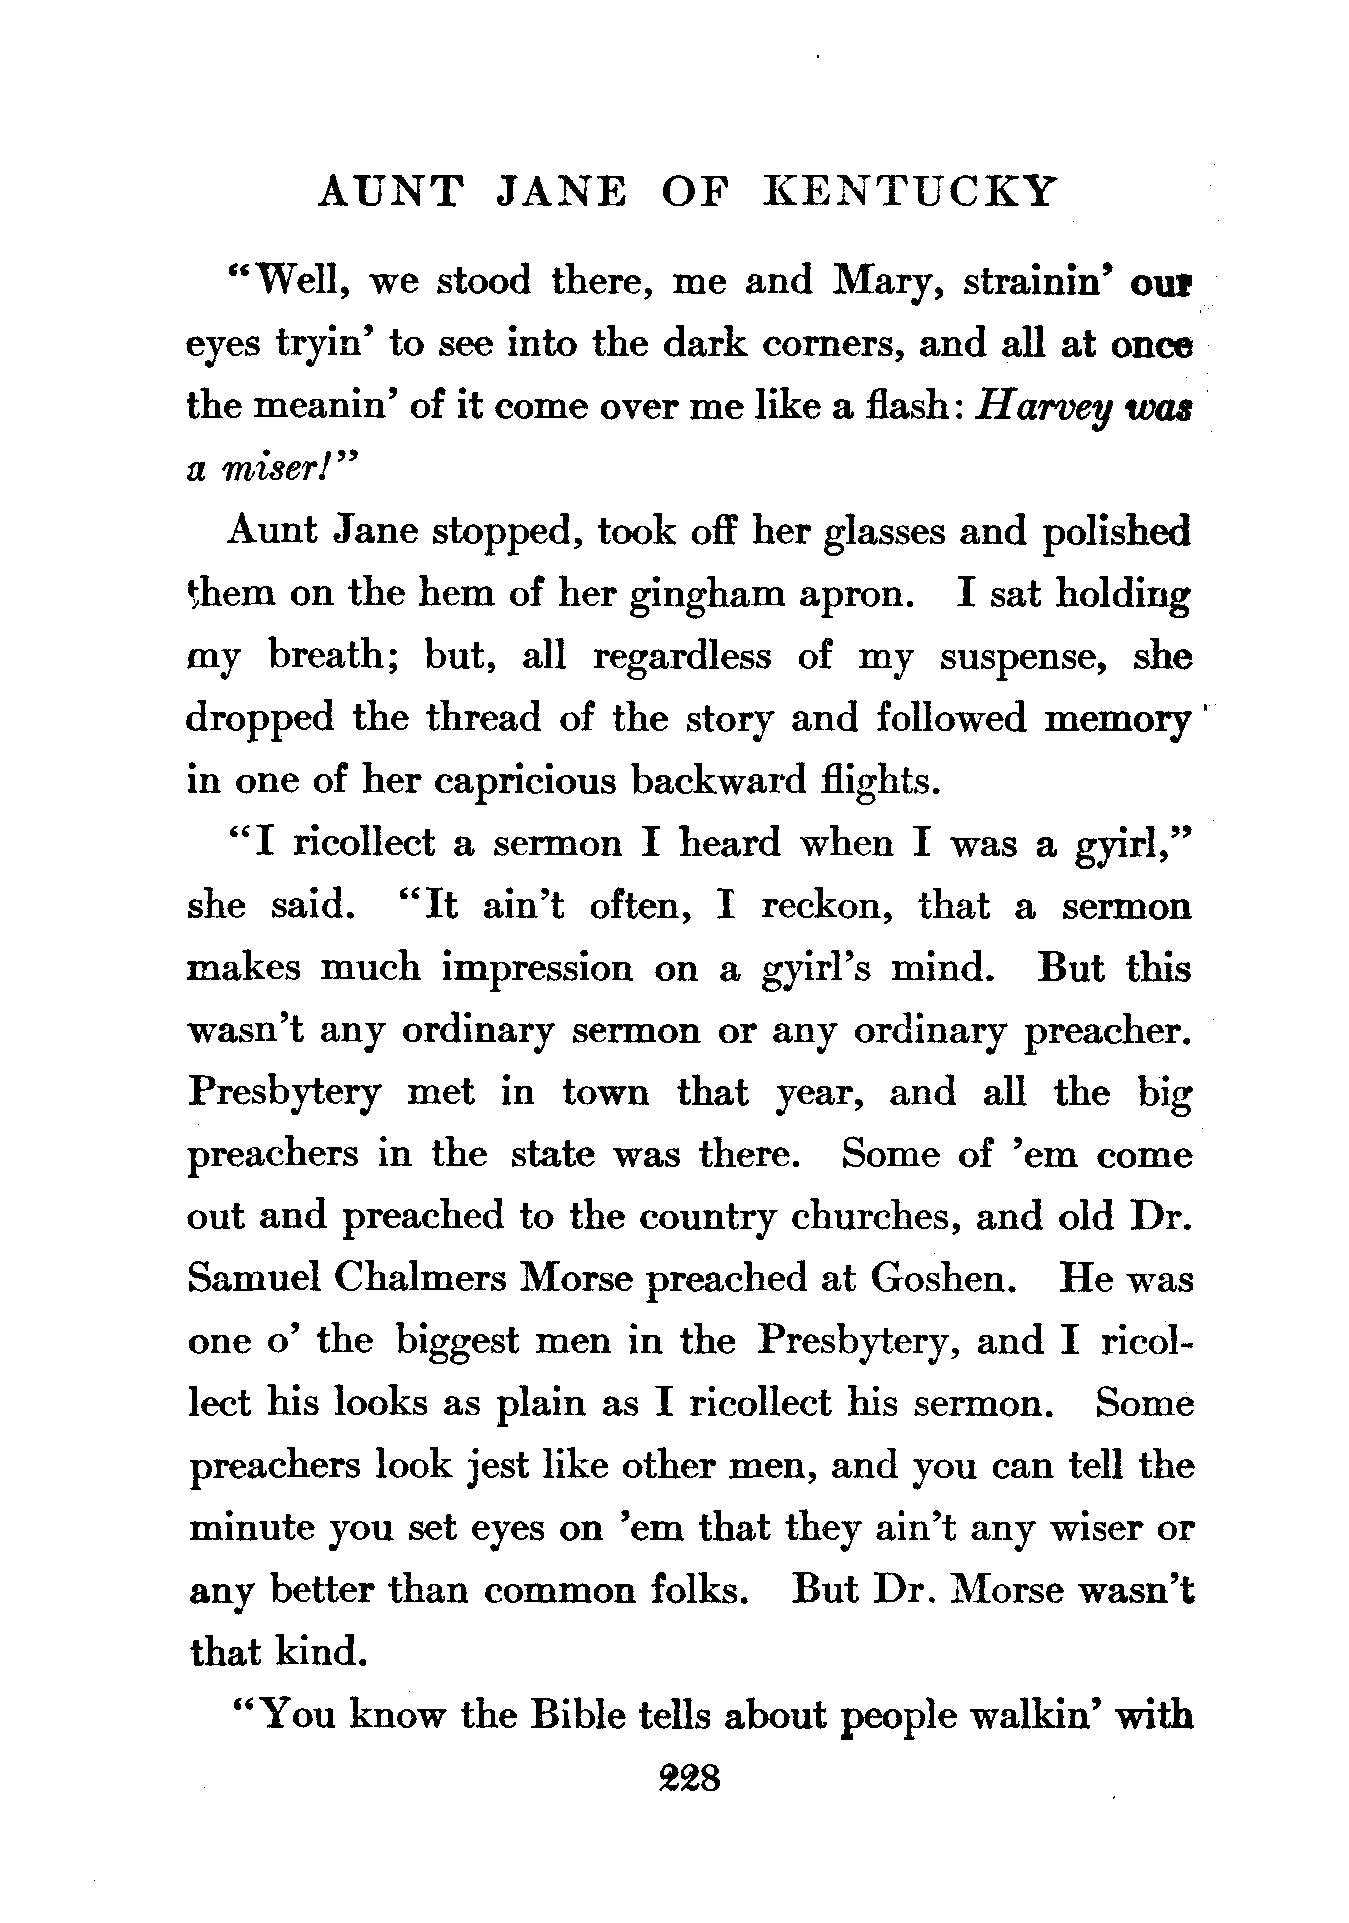 AUNT JANE OF KENTUCKY
“Well, we stood there, me and Mary, strainin’ our
eyes tryin’ to see into the dark corners, and all at once
the meanin’ of it come over me like a flash: Harvey was
a miser!”
Aunt Jane stopped, took off her glasses and polished
them on the hem of her gingham apron. I sat holding
my breath; but, all regardless of my suspense, she
dropped the thread of the story and followed memory
in one of her capricious backward flights.
“I ricollect a sermon I heard when I was a gyirl,”
she said. “It ain’t often, I reckon, that a sermon
makes much impression on a gyirl’s mind. But this
wasn’t any ordinary sermon or any ordinary preacher.
Presbytery met in town that year, and all the big
preachers in the state was there. Some of ’em come
out and preached to the country churches, and old Dr.
Samuel Chalmers Morse preached at Goshen. He was
one o’ the biggest men in the Presbytery, and I ricol-
lect his looks as plain as I ricollect his sermon. Some
preachers look jest like other men, and you can tell the
minute you set eyes on ’em that they ain’t any wiser or
any better than common folks. But Dr. Morse wasn’t
that kind.
“You know the Bible tells about people walkin’ with
228